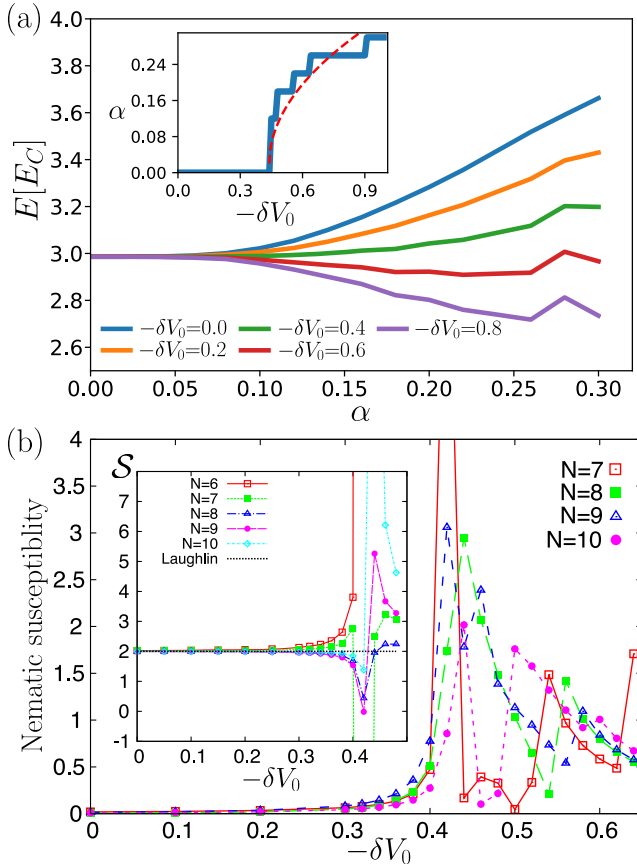 (a)
4.0
3.8
3.6
3.4
3.2
3.0
2.8
2.6
E[E_C]
0.24
0.16
0.08
0.00
α
0.0 0.3 0.6 0.9
−δV_0
−δV_0=0.0 −δV_0=0.4 −δV_0=0.8
−δV_0=0.2 −δV_0=0.6
0.00 0.05 0.10 0.15 0.20 0.25 0.30
α
(b)
4
3.5
3
2.5
2
1.5
1
0.5
0
Nematic susceptiblity
S
7
6
5
4
3
2
1
0
-1
N=6
N=7
N=8
N=9
N=10
Laughlin
0 0.1 0.2 0.3 0.4
−δV_0
N=7
N=8
N=9
N=10
0.0 0.1 0.2 0.3 0.4 0.5 0.6
−δV_0